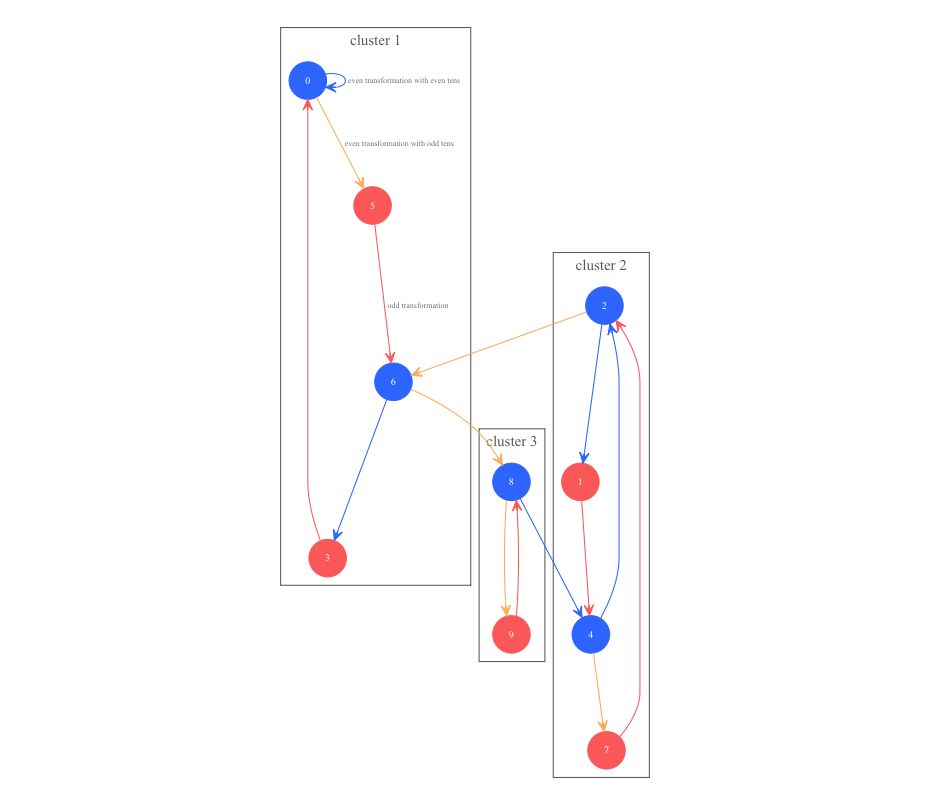 cluster 1
0
even transformation with even tens
even transformation with odd tens
5
cluster 2
odd transformation
2
6
cluster 3
8
1
3
9
4
7